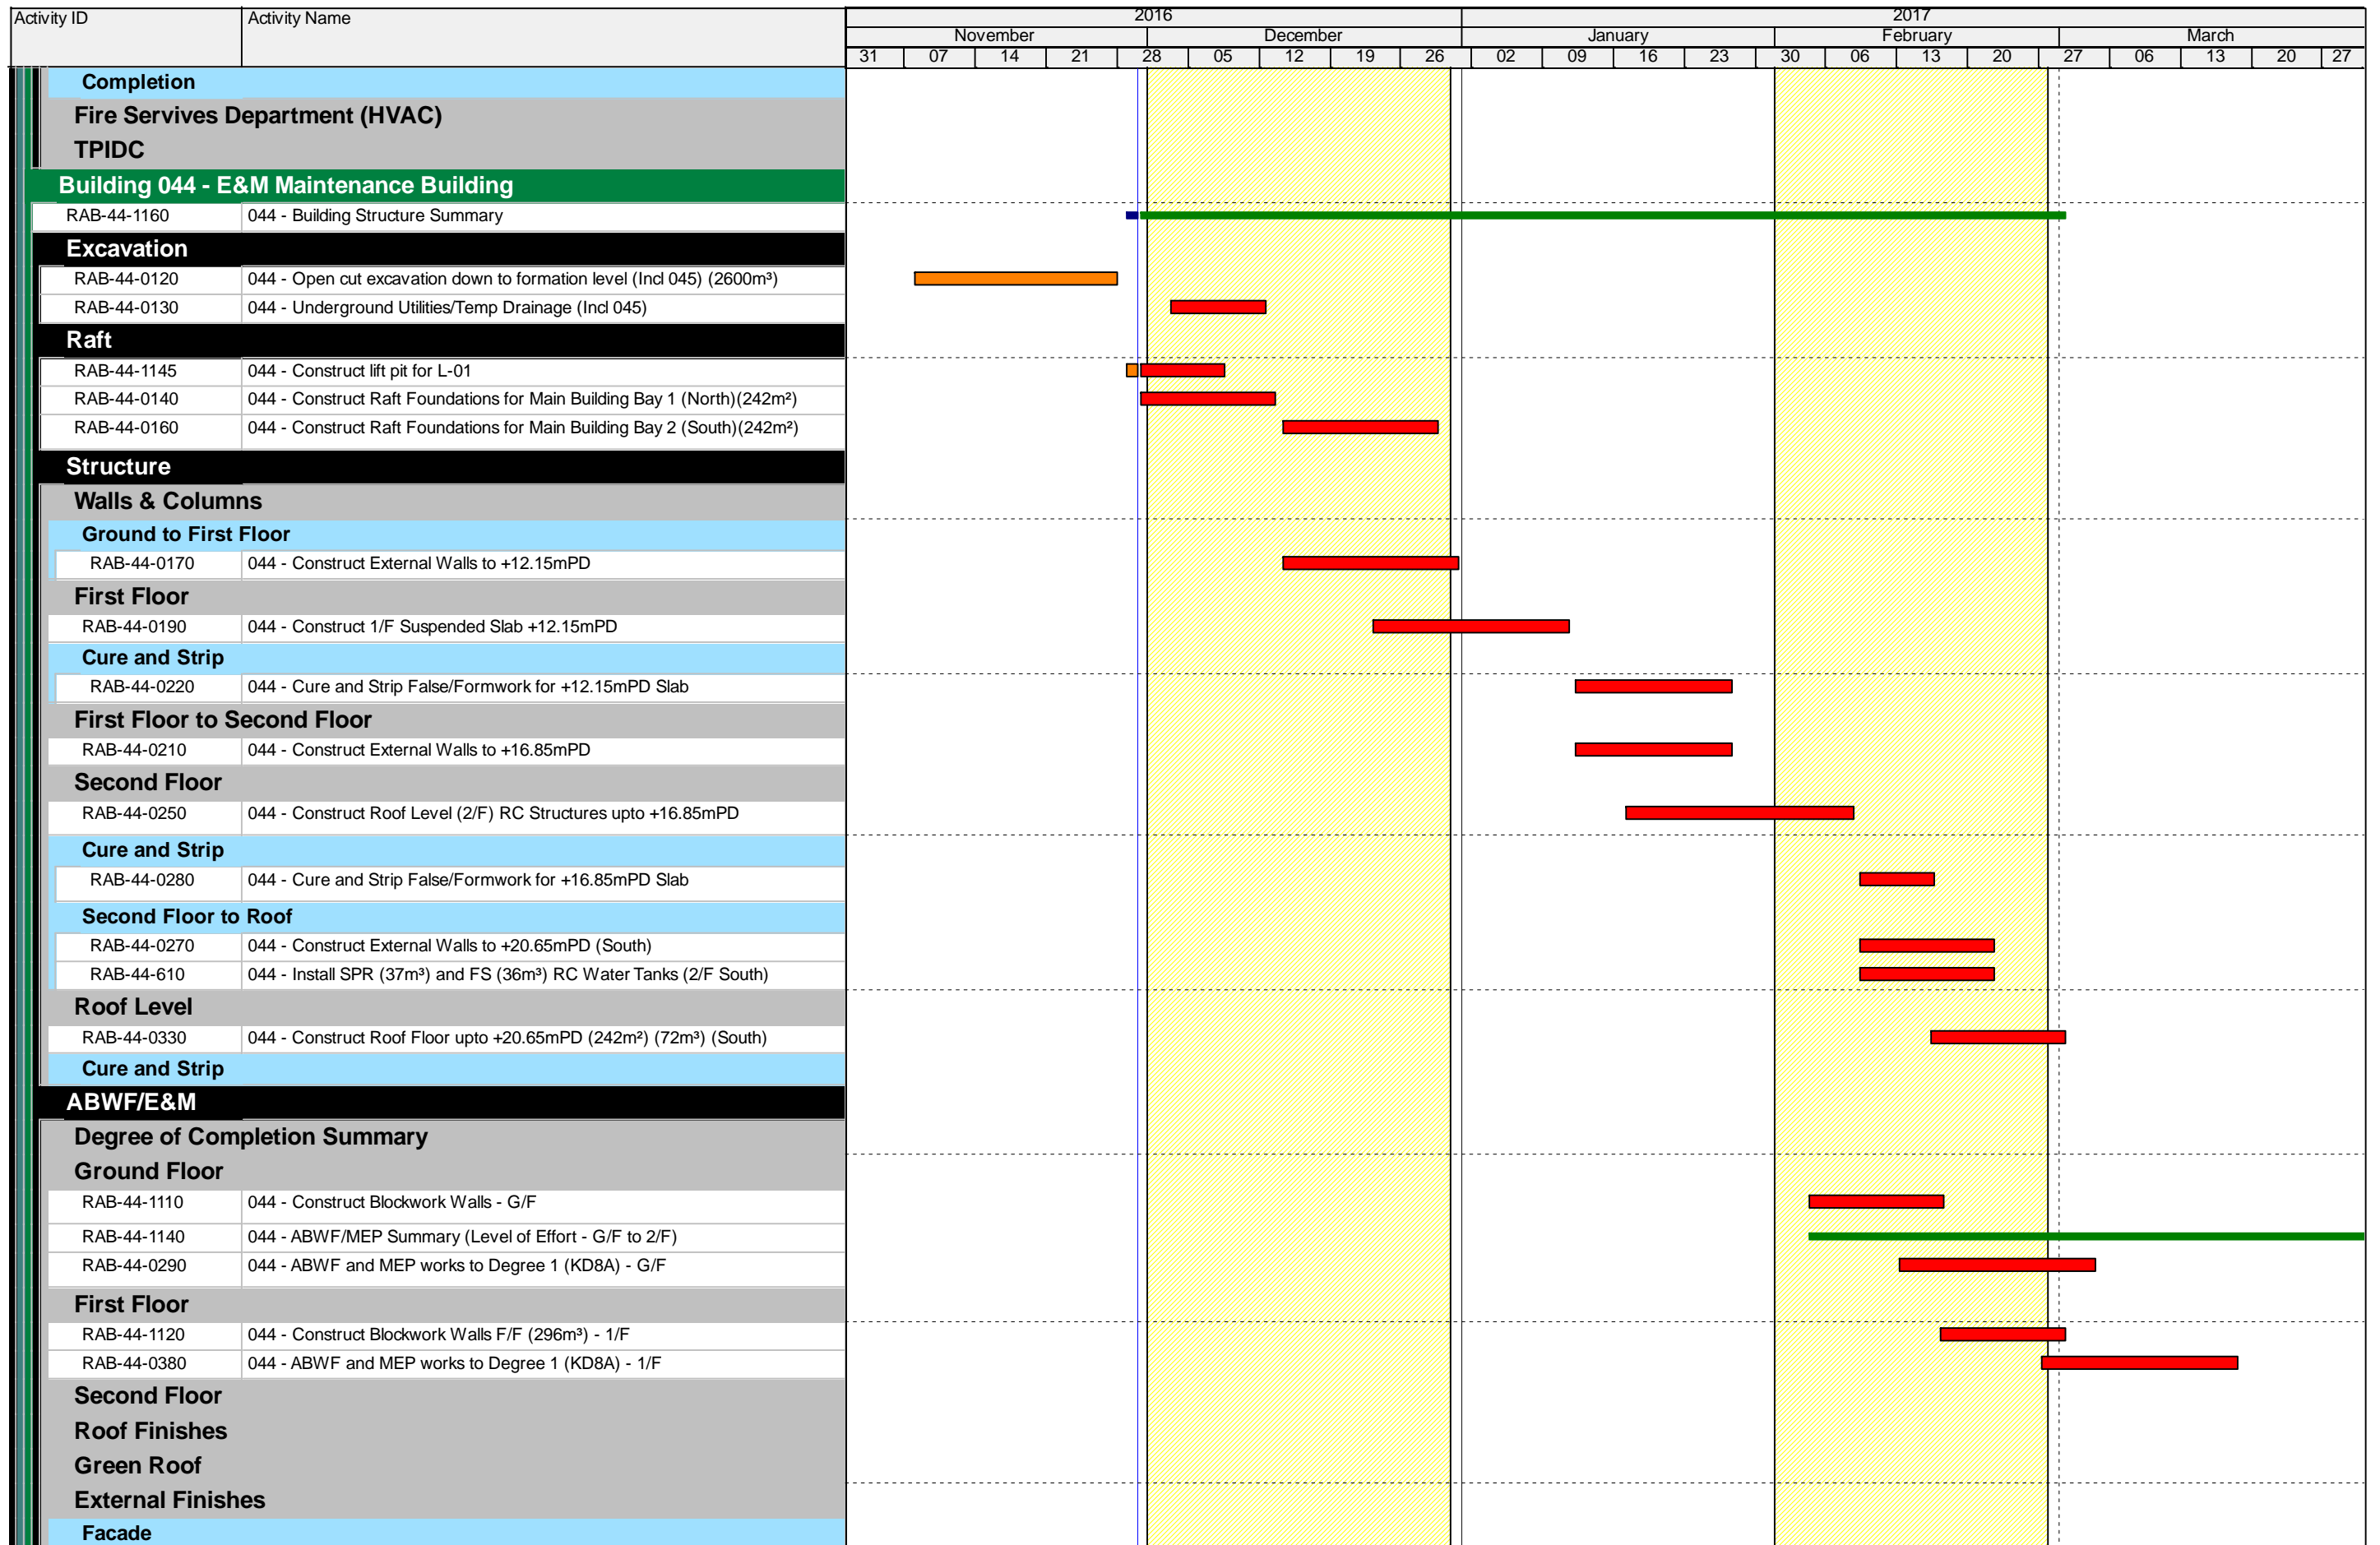 Activity ID Activity Name 2016 2017
November December January February March
31 07 14 21 28 05 12 19 26 02 09 16 23 30 06 13 20 27 06 13 20 27
Completion
Fire Servives Department (HVAC)
TPIDC
Building 044 - E&M Maintenance Building
RAB-44-1160 044 - Building Structure Summary
Excavation
RAB-44-0120 044 - Open cut excavation down to formation level (Incl 045) (2600m³)
RAB-44-0130 044 - Underground Utilities/Temp Drainage (Incl 045)
Raft
RAB-44-1145 044 - Construct lift pit for L-01
RAB-44-0140 044 - Construct Raft Foundations for Main Building Bay 1 (North)(242m²)
RAB-44-0160 044 - Construct Raft Foundations for Main Building Bay 2 (South)(242m²)
Structure
Walls & Columns
Ground to First Floor
RAB-44-0170 044 - Construct External Walls to +12.15mPD
First Floor
RAB-44-0190 044 - Construct 1/F Suspended Slab +12.15mPD
Cure and Strip
RAB-44-0220 044 - Cure and Strip False/Formwork for +12.15mPD Slab
First Floor to Second Floor
RAB-44-0210 044 - Construct External Walls to +16.85mPD
Second Floor
RAB-44-0250 044 - Construct Roof Level (2/F) RC Structures upto +16.85mPD
Cure and Strip
RAB-44-0280 044 - Cure and Strip False/Formwork for +16.85mPD Slab
Second Floor to Roof
RAB-44-0270 044 - Construct External Walls to +20.65mPD (South)
RAB-44-610 044 - Install SPR (37m³) and FS (36m³) RC Water Tanks (2/F South)
Roof Level
RAB-44-0330 044 - Construct Roof Floor upto +20.65mPD (242m²) (72m³) (South)
Cure and Strip
ABWF/E&M
Degree of Completion Summary
Ground Floor
RAB-44-1110 044 - Construct Blockwork Walls - G/F
RAB-44-1140 044 - ABWF/MEP Summary (Level of Effort - G/F to 2/F)
RAB-44-0290 044 - ABWF and MEP works to Degree 1 (KD8A) - G/F
First Floor
RAB-44-1120 044 - Construct Blockwork Walls F/F (296m³) - 1/F
RAB-44-0380 044 - ABWF and MEP works to Degree 1 (KD8A) - 1/F
Second Floor
Roof Finishes
Green Roof
External Finishes
Facade